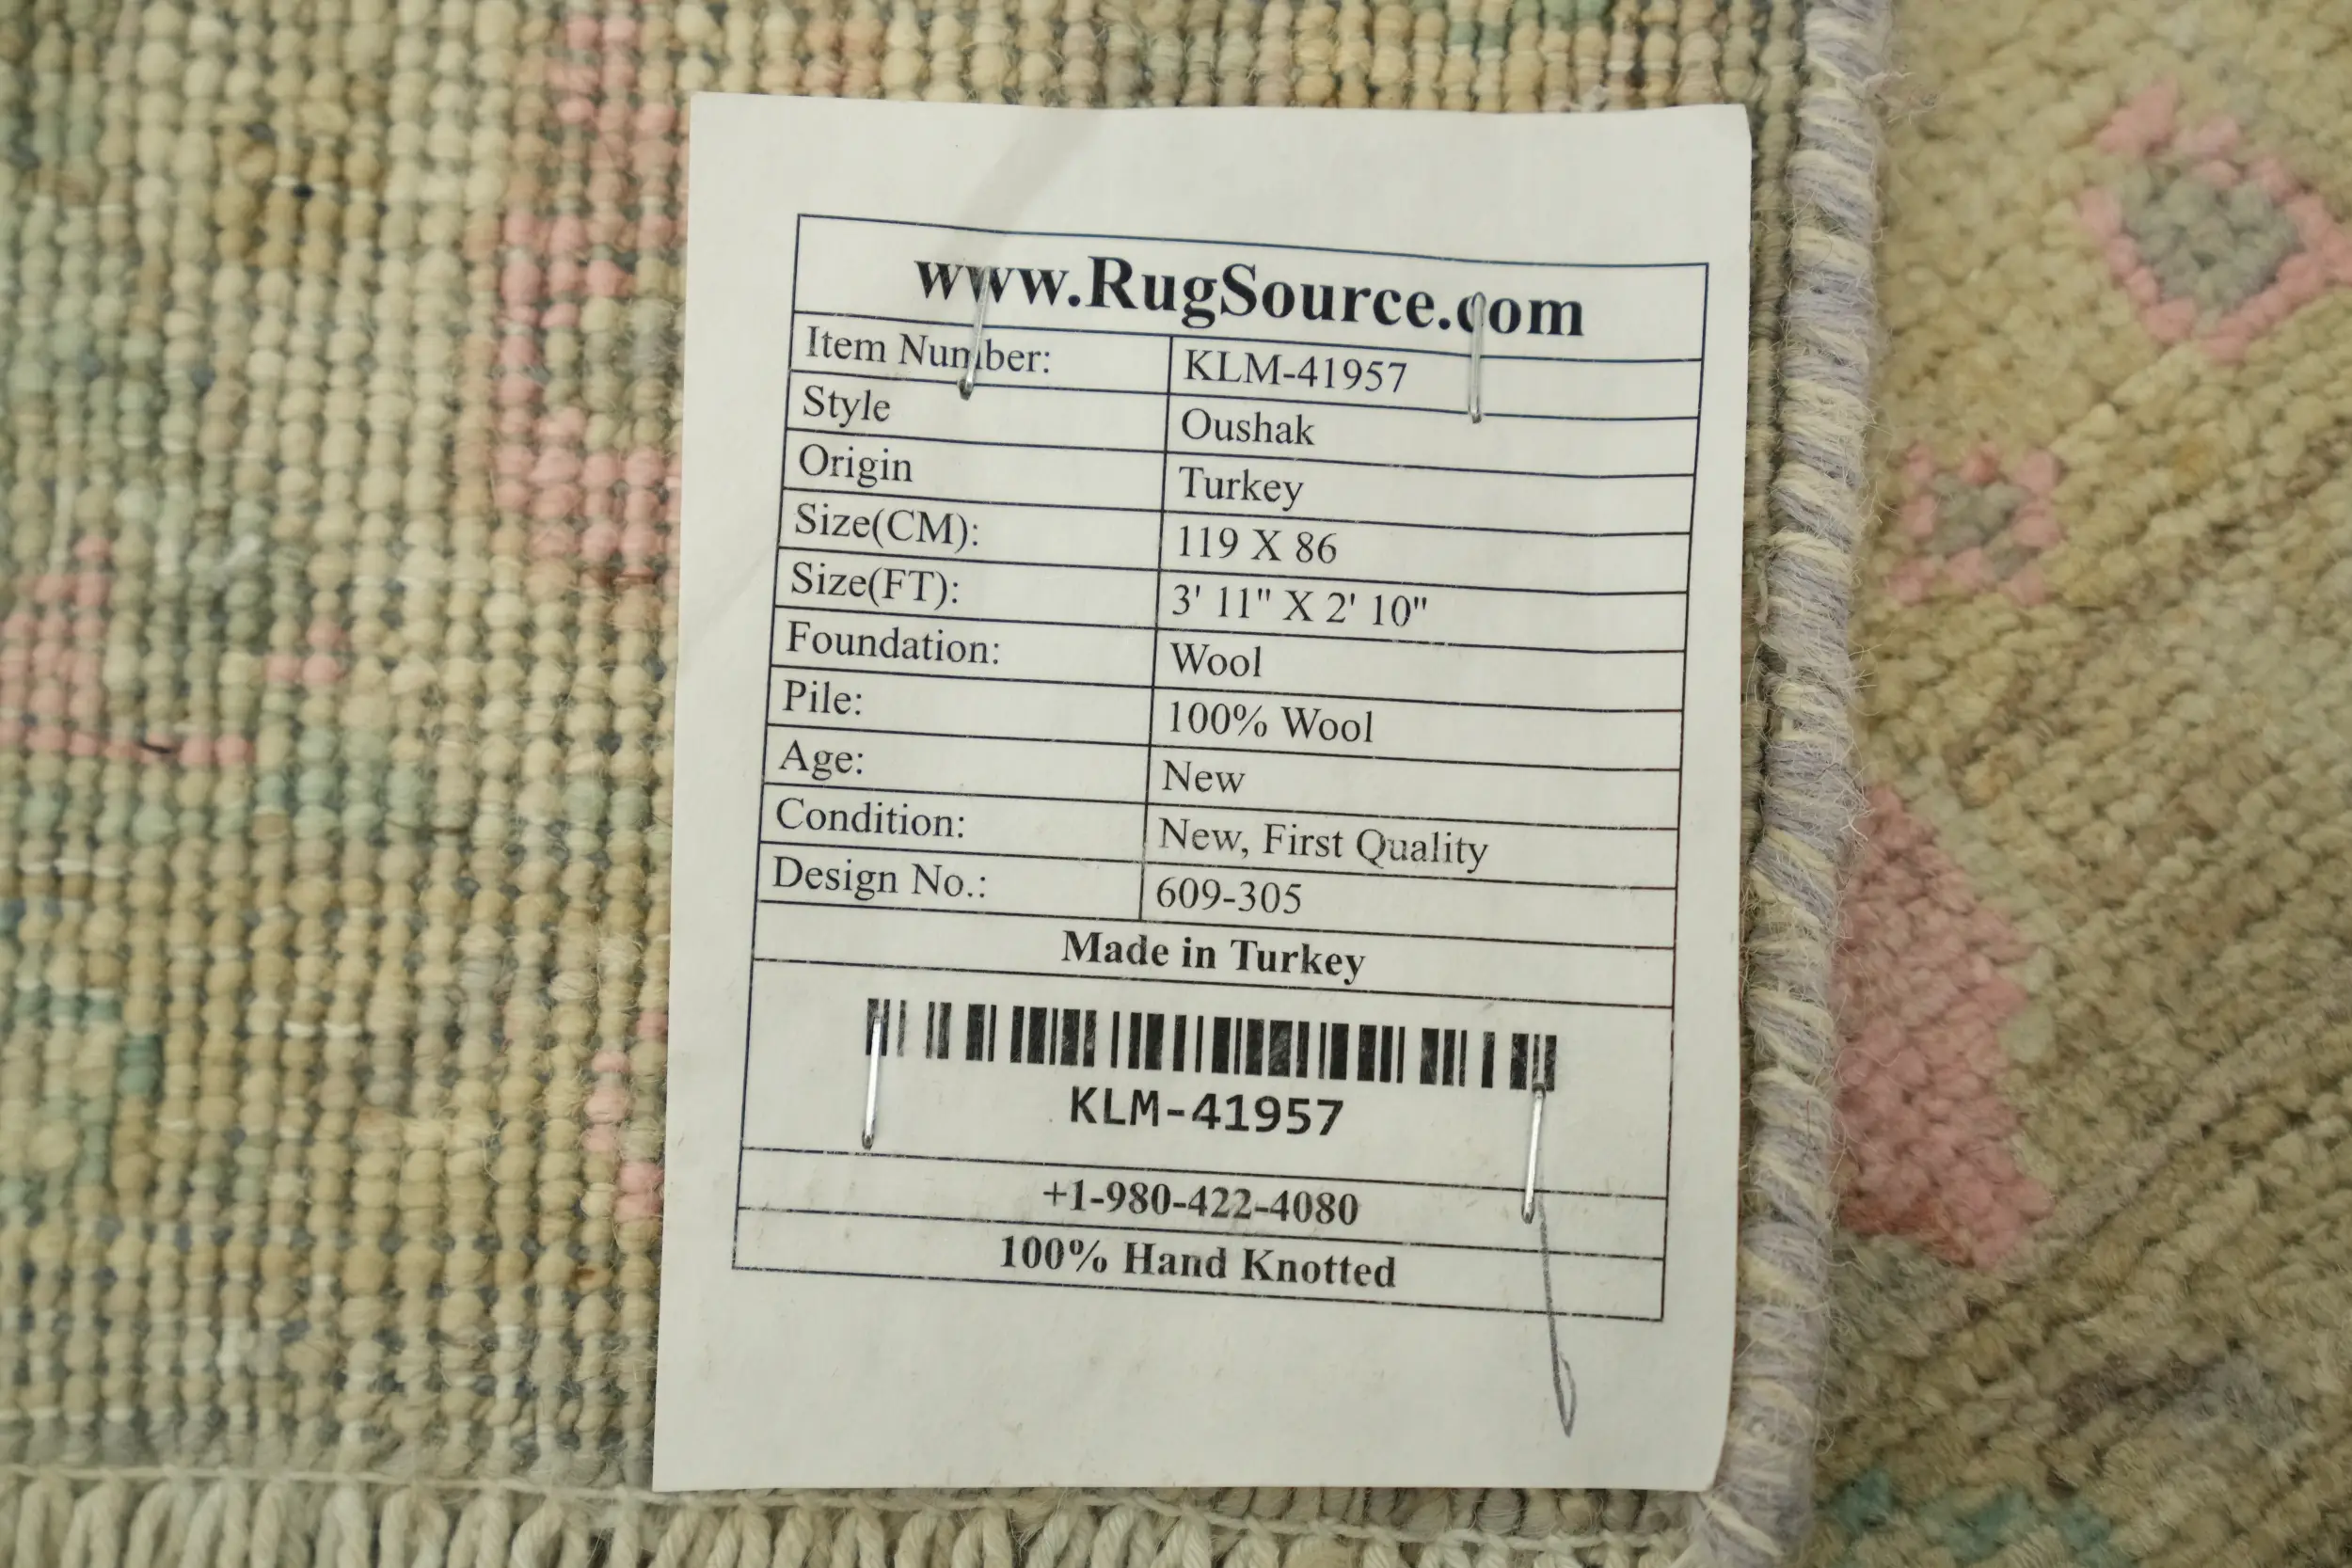 www.RugSource.com
Item Number: KLM-41957
Style Oushak
Origin Turkey
Size(CM): 119 X 86
Size(FT): 3' 11" X 2' 10"
Foundation: Wool
Pile: 100% Wool
Age: New
Condition: New, First Quality
Design No.: 609-305
Made in Turkey
KLM-41957
+1-980-422-4080
100% Hand Knotted